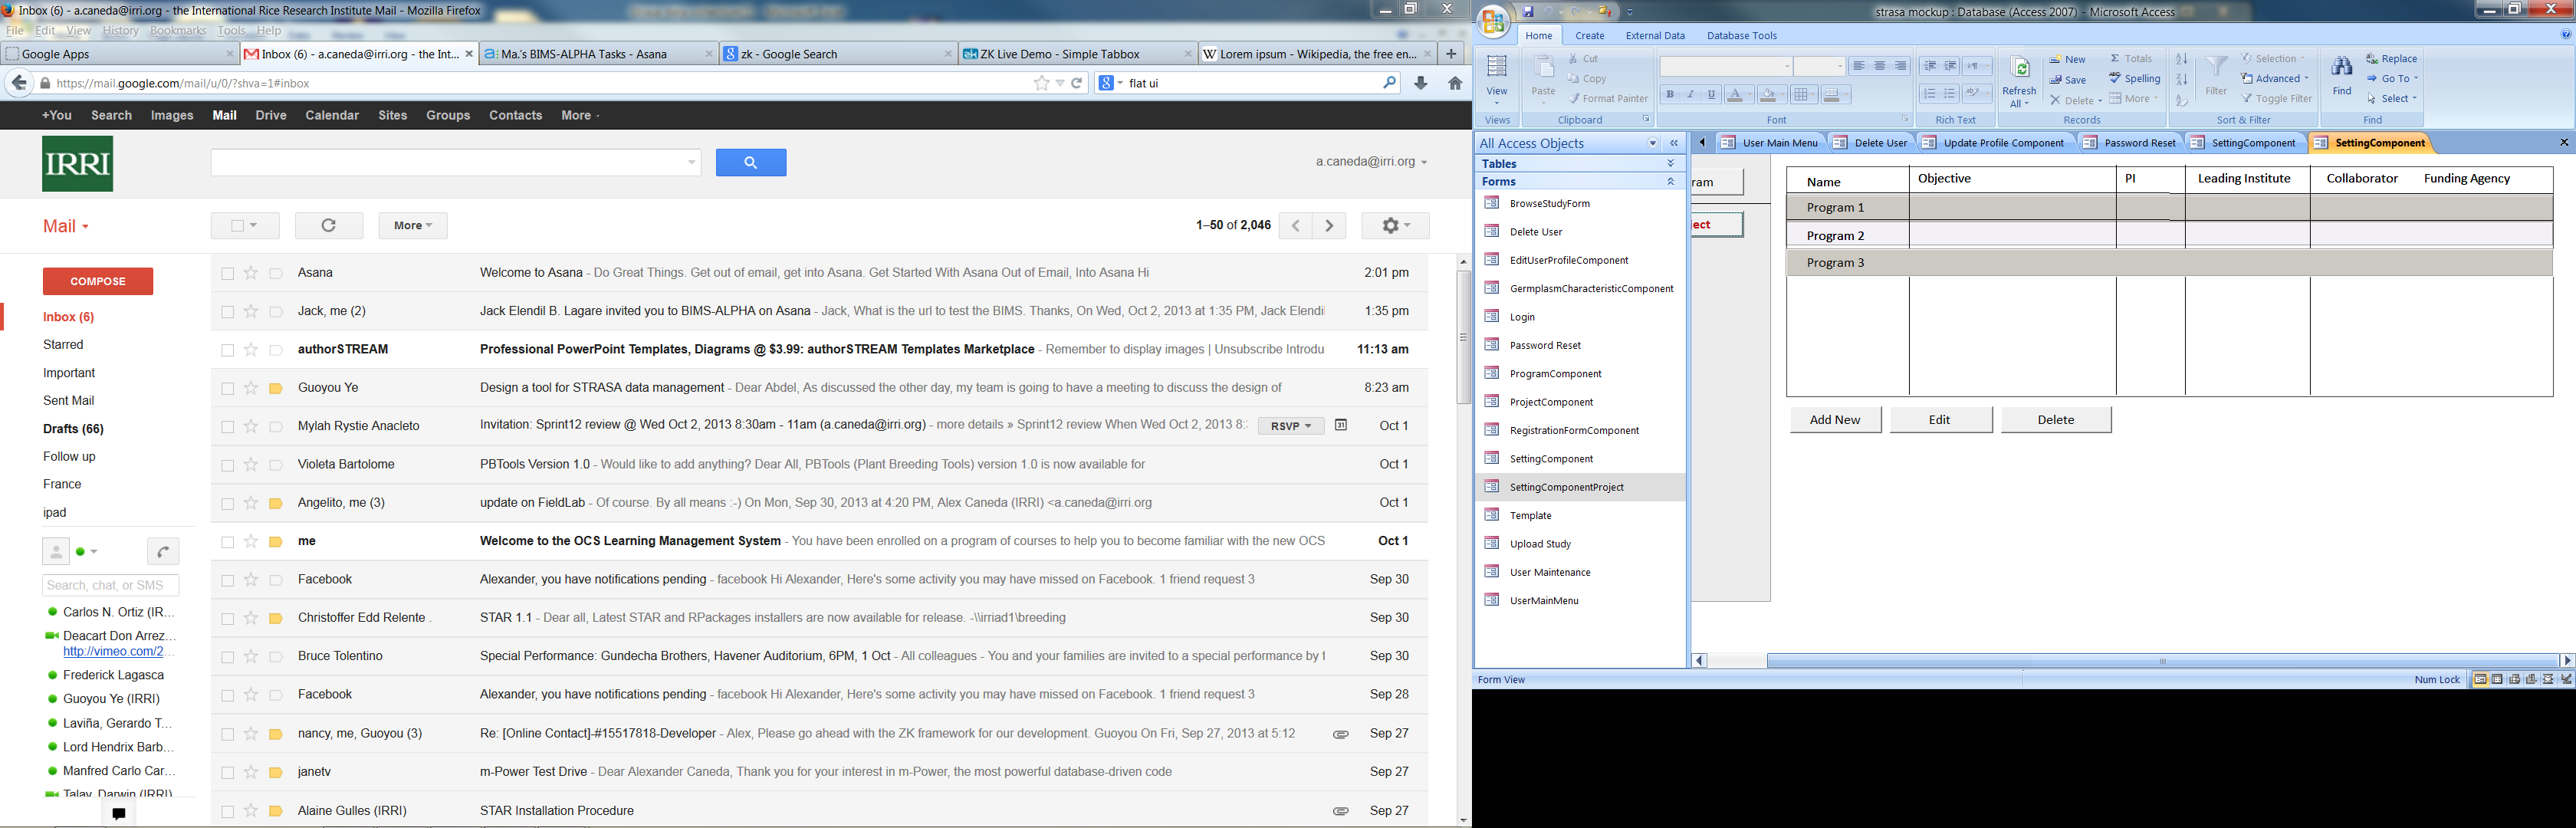 Inbox (6) - a.caneda@irri.org - the International Rice Research Institute Mail - Mozilla Firefox
File Edit View History Bookmarks Tools Help
Google Apps
Inbox (6) - a.caneda@irri.org - the Int...
Ma.'s BIMS-ALPHA Tasks - Asana
zk - Google Search
ZK Live Demo - Simple Tabbox
Lorem ipsum - Wikipedia, the free en...
https://mail.google.com/mail/u/0/?shva=1#inbox
flat ui
+You Search Images Mail Drive Calendar Sites Groups Contacts More
IRRI
a.caneda@irri.org
Mail
More
1–50 of 2,046
COMPOSE
Inbox (6)
Starred
Important
Sent Mail
Drafts (66)
Follow up
France
ipad
Search, chat, or SMS
Carlos N. Ortiz (IR...
Deacart Don Arrez...
http://vimeo.com/2...
Frederick Lagasca
Guoyou Ye (IRRI)
Laviña, Gerardo T...
Lord Hendrix Barb...
Manfred Carlo Car...
Talay, Darwin (IRRI)
Asana Welcome to Asana - Do Great Things. Get out of email, get into Asana. Get Started With Asana Out of Email, Into Asana Hi 2:01 pm
Jack, me (2) Jack Elendil B. Lagare invited you to BIMS-ALPHA on Asana - Jack, What is the url to test the BIMS. Thanks, On Wed, Oct 2, 2013 at 1:35 PM, Jack Elendi 1:35 pm
authorSTREAM Professional PowerPoint Templates, Diagrams @ $3.99: authorSTREAM Templates Marketplace - Remember to display images | Unsubscribe Introdu 11:13 am
Guoyou Ye Design a tool for STRASA data management - Dear Abdel, As discussed the other day, my team is going to have a meeting to discuss the design of 8:23 am
Mylah Rystie Anacleto Invitation: Sprint12 review @ Wed Oct 2, 2013 8:30am - 11am (a.caneda@irri.org) - more details » Sprint12 review When Wed Oct 2, 2013 8: RSVP 31 Oct 1
Violeta Bartolome PBTools Version 1.0 - Would like to add anything? Dear All, PBTools (Plant Breeding Tools) version 1.0 is now available for Oct 1
Angelito, me (3) update on FieldLab - Of course. By all means :-) On Mon, Sep 30, 2013 at 4:20 PM, Alex Caneda (IRRI) <a.caneda@irri.org Oct 1
me Welcome to the OCS Learning Management System - You have been enrolled on a program of courses to help you to become familiar with the new OCS Oct 1
Facebook Alexander, you have notifications pending - facebook Hi Alexander, Here's some activity you may have missed on Facebook. 1 friend request 3 Sep 30
Christoffer Edd Relente . STAR 1.1 - Dear all, Latest STAR and RPackages installers are now available for release. -\\irriad1\breeding Sep 30
Bruce Tolentino Special Performance: Gundecha Brothers, Havener Auditorium, 6PM, 1 Oct - All colleagues - You and your families are invited to a special performance by t Sep 30
Facebook Alexander, you have notifications pending - facebook Hi Alexander, Here's some activity you may have missed on Facebook. 1 friend request 3 Sep 28
nancy, me, Guoyou (3) Re: [Online Contact]-#15517818-Developer - Alex, Please go ahead with the ZK framework for our development. Guoyou On Fri, Sep 27, 2013 at 5:12 Sep 27
janetv m-Power Test Drive - Dear Alexander Caneda, Thank you for your interest in m-Power, the most powerful database-driven code Sep 27
Alaine Gulles (IRRI) STAR Installation Procedure Sep 27
strasa mockup : Database (Access 2007) - Microsoft Access
Home Create External Data Database Tools
View
Views
Paste
Cut
Copy
Format Painter
Clipboard
B I U
Font
Rich Text
Refresh All
New
Save
Delete
Totals
Spelling
More
Records
Filter
Selection
Advanced
Toggle Filter
Sort & Filter
Find
Replace
Go To
Select
Find
All Access Objects
Tables
Forms
BrowseStudyForm
Delete User
EditUserProfileComponent
GermplasmCharacteristicComponent
Login
Password Reset
ProgramComponent
ProjectComponent
RegistrationFormComponent
SettingComponent
SettingComponentProject
Template
Upload Study
User Maintenance
UserMainMenu
User Main Menu Delete User Update Profile Component Password Reset SettingComponent SettingComponent
ram
ect
Name Objective PI Leading Institute Collaborator Funding Agency
Program 1
Program 2
Program 3
Add New Edit Delete
Form View
Num Lock